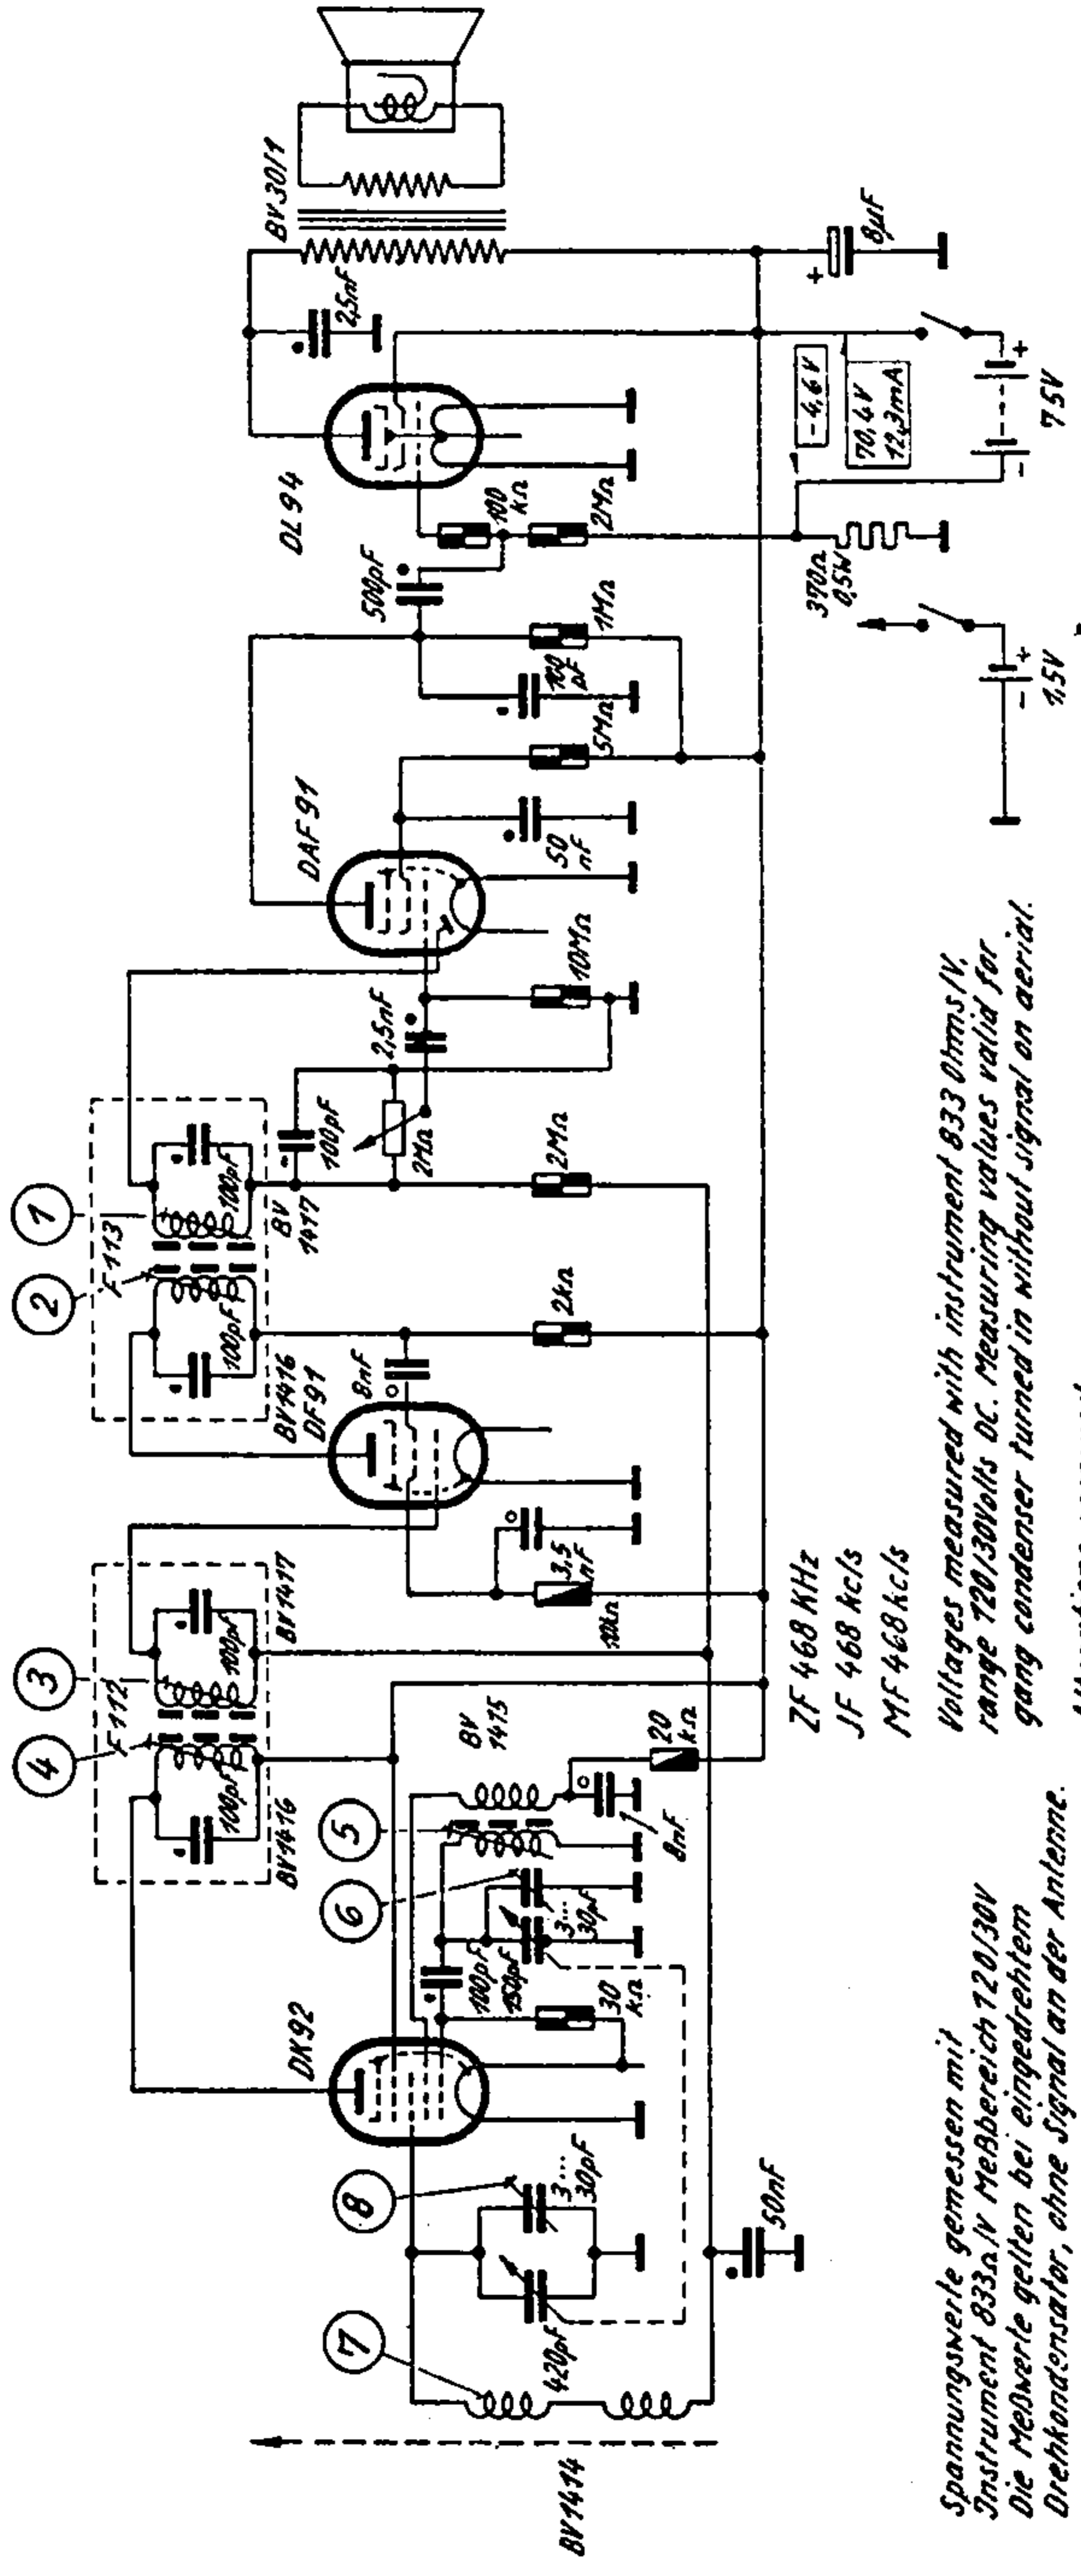 1
2
3
4
5
6
7
8
F113
F112
100pF
100pF
100pF
100pF
BV1416
BV1417
BV1416
BV
1417
DK92
DF91
DAF91
DL94
BV30/1
BV1414
BV
1415
420pF
3...
30pF
100pF
150pF
3...
30pF
30
kΩ
8nF
20
kΩ
10kΩ
3,5
nF
8nF
2kΩ
2MΩ
100pF
2MΩ
2,5nF
10MΩ
50
nF
5MΩ
100
pF
1MΩ
500pF
100
kΩ
2MΩ
2,5nF
+
8µF
-4,6V
70,4V
12,3mA
370Ω
0,5W
- +
75V
- +
1,5V
50nF
ZF 468 KHz
JF 468 kc/s
MF 468 kc/s
Spannungswerte gemessen mit
Instrument 833Ω/V Meßbereich 120/30V
Die Meßwerte gelten bei eingedrehtem
Drehkondensator, ohne Signal an der Antenne.
Voltages measured with instrument 833 Ohms/V,
range 120/30Volts DC. Measuring values valid for
gang condenser turned in without signal on aerial.